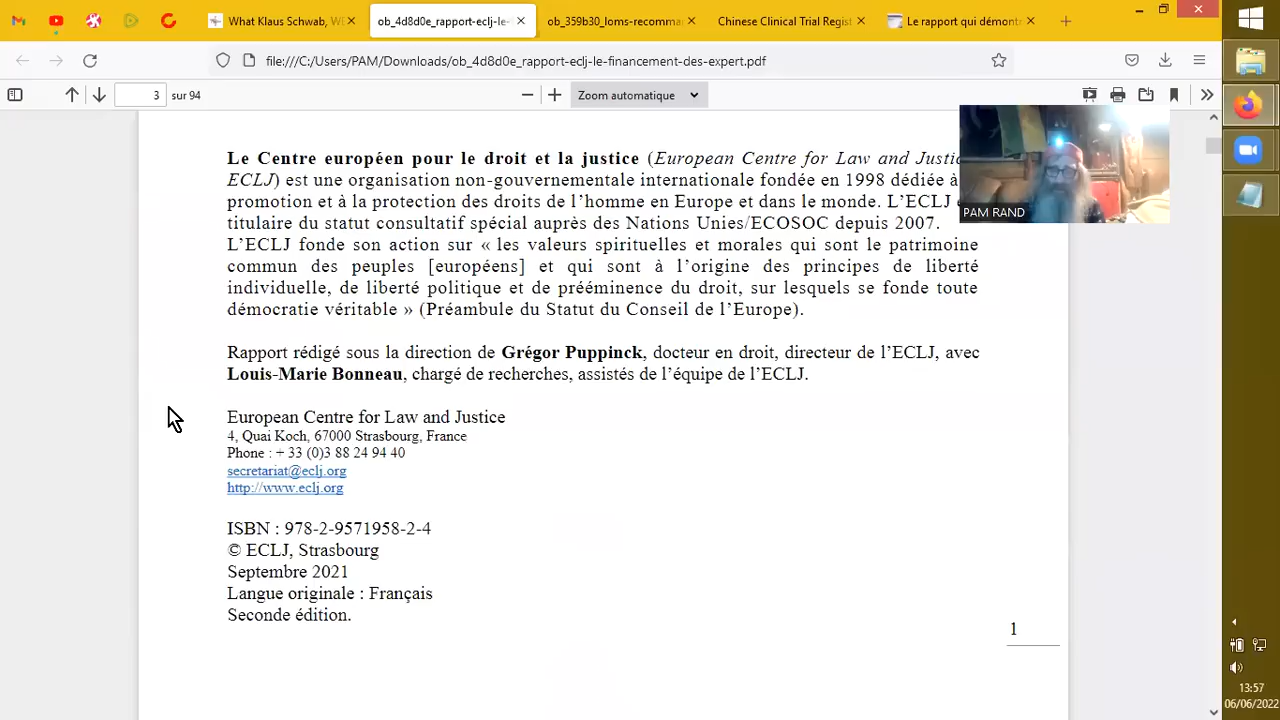 What Klaus Schwab, WE
ob_4d8d0e_rapport-eclj-le-
ob_359b30_loms-recomma
Chinese Clinical Trial Regist
Le rapport qui démont
file:///C:/Users/PAM/Downloads/ob_4d8d0e_rapport-eclj-le-financement-des-expert.pdf
3 sur 94
Zoom automatique
Le Centre européen pour le droit et la justice (European Centre for Law and
ECLJ) est une organisation non-gouvernementale internationale fondée en 1998 dédiée à
promotion et à la protection des droits de l’homme en Europe et dans le monde. L’ECLJ
titulaire du statut consultatif spécial auprès des Nations Unies/ECOSOC depuis 2007.
L’ECLJ fonde son action sur « les valeurs spirituelles et morales qui sont le patrimoine
commun des peuples [européens] et qui sont à l’origine des principes de liberté
individuelle, de liberté politique et de prééminence du droit, sur lesquels se fonde toute
démocratie véritable » (Préambule du Statut du Conseil de l’Europe).
PAM RAND
Rapport rédigé sous la direction de Grégor Puppinck, docteur en droit, directeur de l’ECLJ, avec
Louis-Marie Bonneau, chargé de recherches, assistés de l’équipe de l’ECLJ.
European Centre for Law and Justice
4, Quai Koch, 67000 Strasbourg, France
Phone : + 33 (0)3 88 24 94 40
secretariat@eclj.org
http://www.eclj.org
ISBN : 978-2-9571958-2-4
© ECLJ, Strasbourg
Septembre 2021
Langue originale : Français
Seconde édition.
1
13:57
06/06/2022